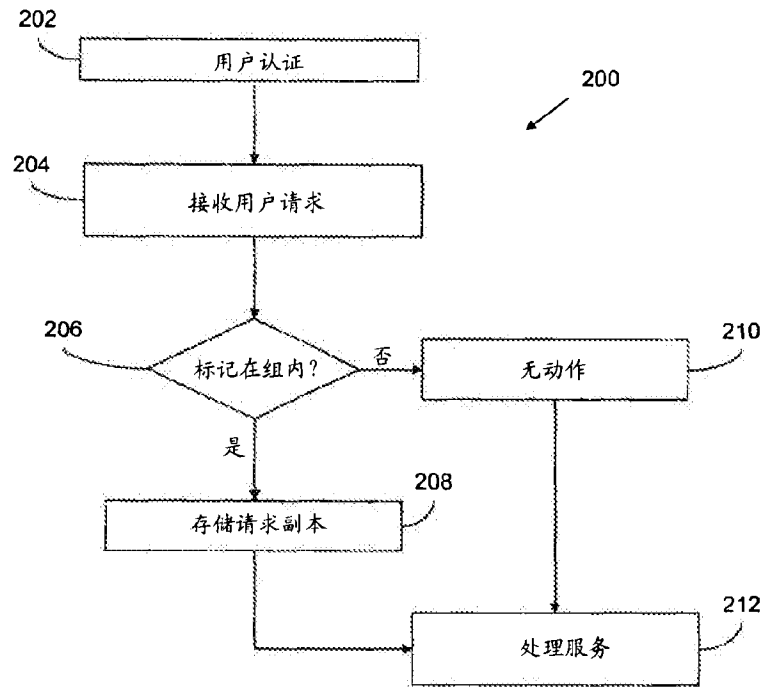 202
用户认证
200
204
接收用户请求
206
标记在组内?
否
210
无动作
是
208
存储请求副本
212
处理服务